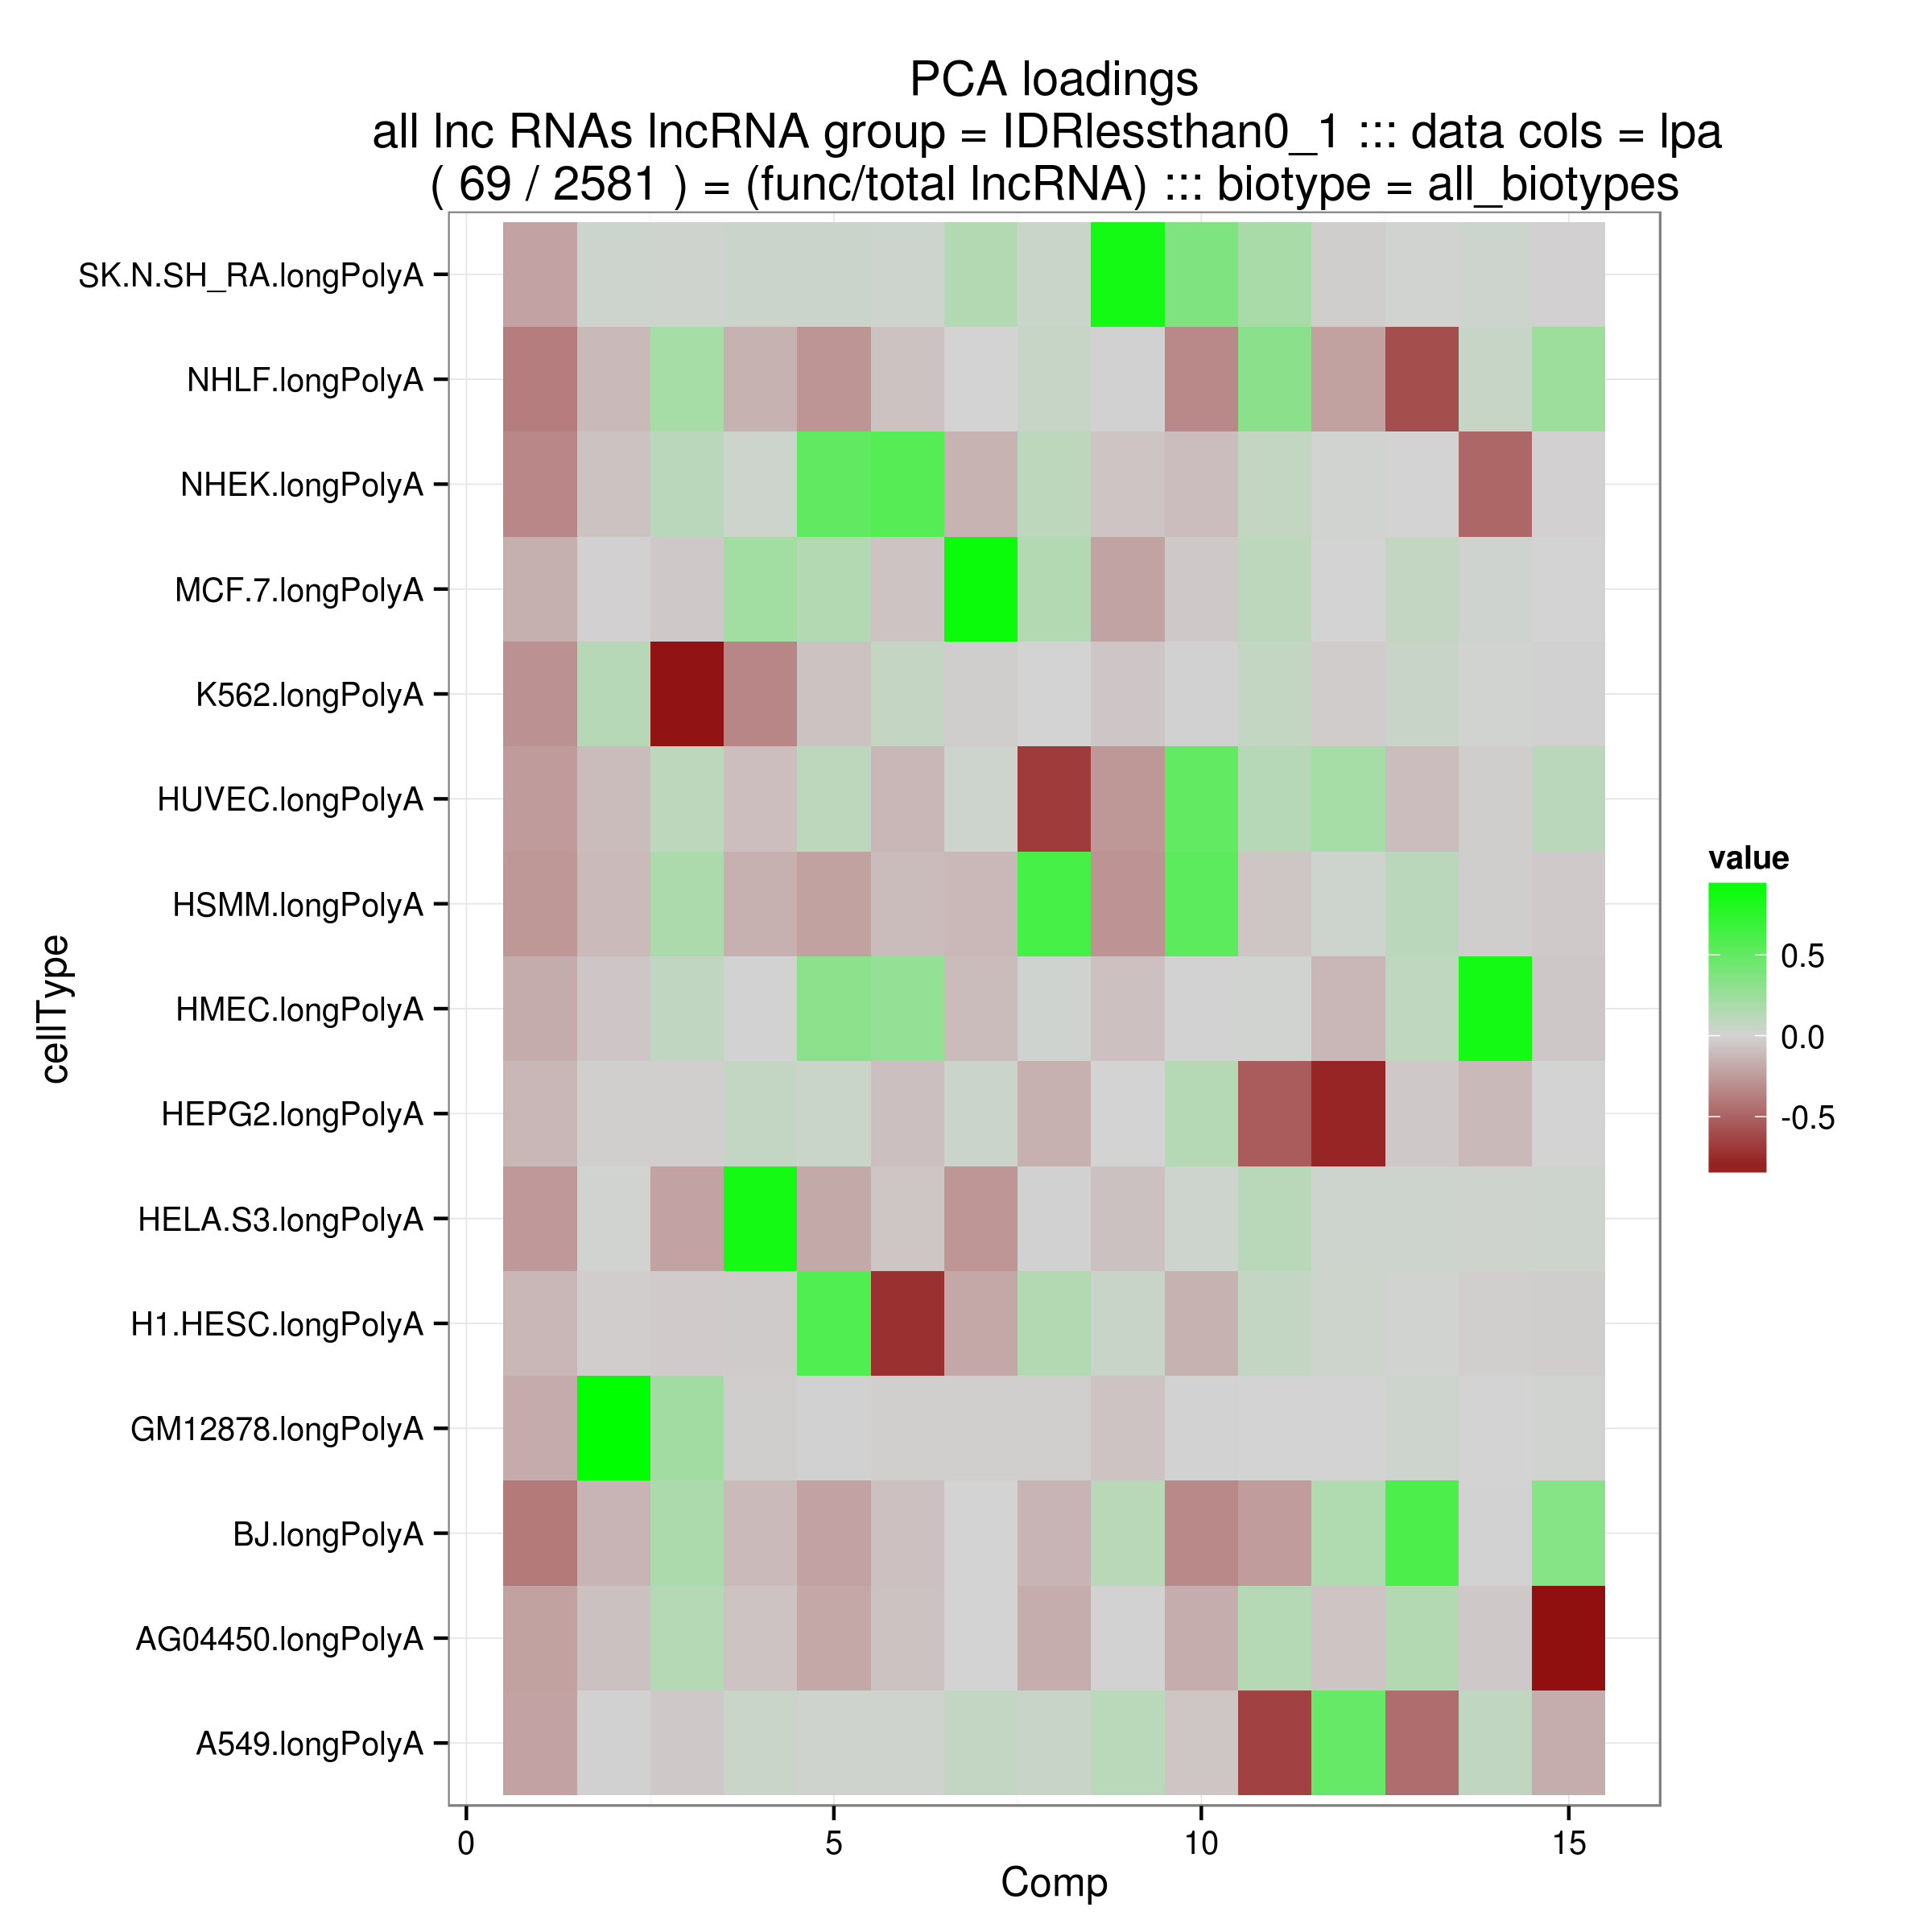 PCA loadings
all lnc RNAs lncRNA group = IDRlessthan0_1 ::: data cols = lpa
( 69 / 2581 ) = (func/total lncRNA) ::: biotype = all_biotypes
SK.N.SH_RA.longPolyA
NHLF.longPolyA
NHEK.longPolyA
MCF.7.longPolyA
K562.longPolyA
HUVEC.longPolyA
HSMM.longPolyA
HMEC.longPolyA
HEPG2.longPolyA
HELA.S3.longPolyA
H1.HESC.longPolyA
GM12878.longPolyA
BJ.longPolyA
AG04450.longPolyA
A549.longPolyA
cellType
0 5 10 15
Comp
value
0.5
0.0
-0.5